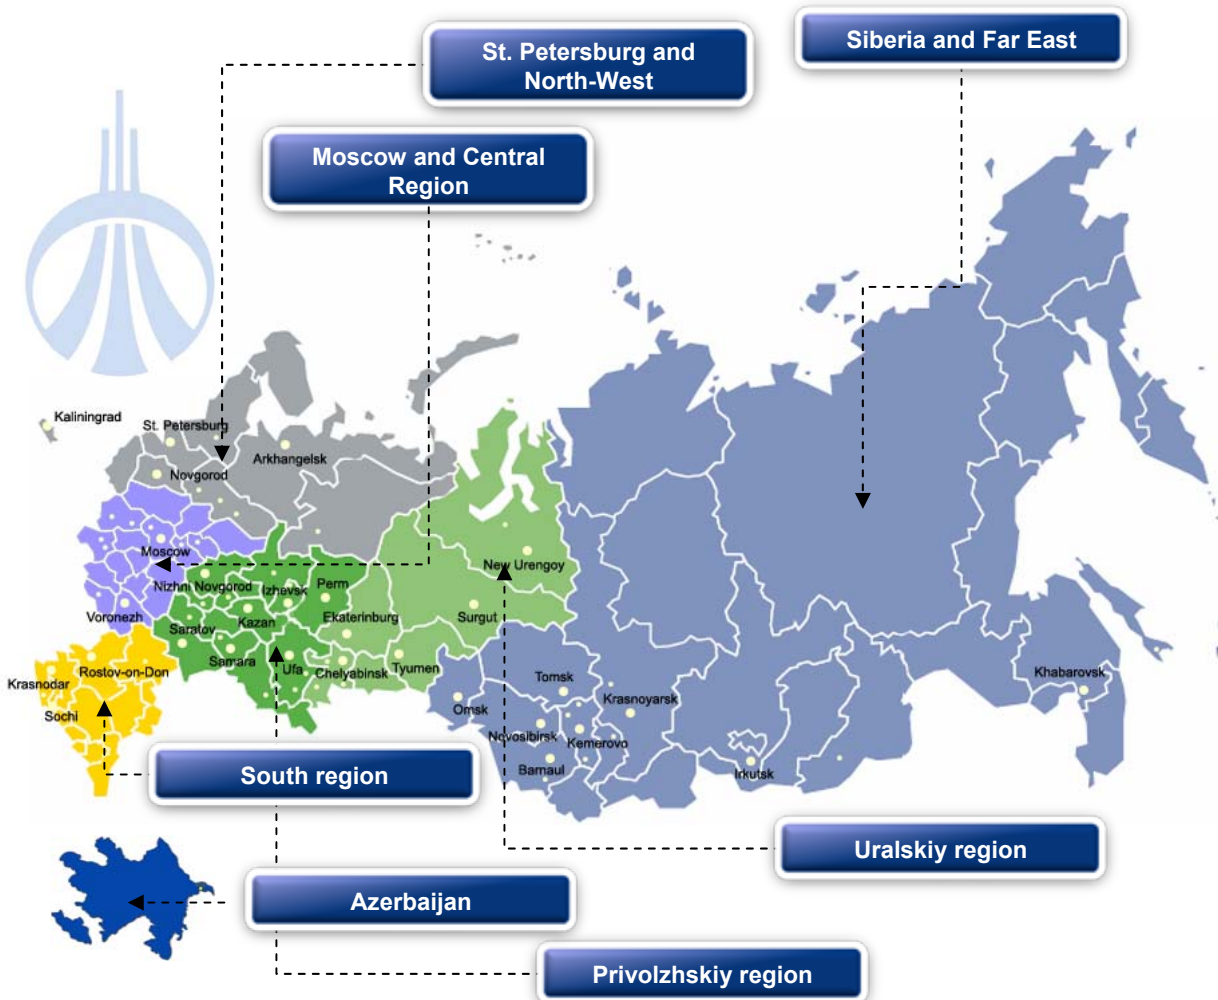 St. Petersburg and
North-West
Siberia and Far East
Moscow and Central
Region
Kaliningrad
St. Petersburg
Arkhangelsk
Novgorod
Moscow
New Urengoy
Nizhni Novgorod
Izhevsk
Perm
Voronezh
Kazan
Ekaterinburg
Surgut
Saratov
Samara
Ufa
Chelyabinsk
Tyumen
Rostov-on-Don
Krasnodar
Sochi
Tomsk
Krasnoyarsk
Khabarovsk
Omsk
Novosibirsk
Kemerovo
Barnaul
Irkutsk
South region
Uralskiy region
Azerbaijan
Privolzhskiy region